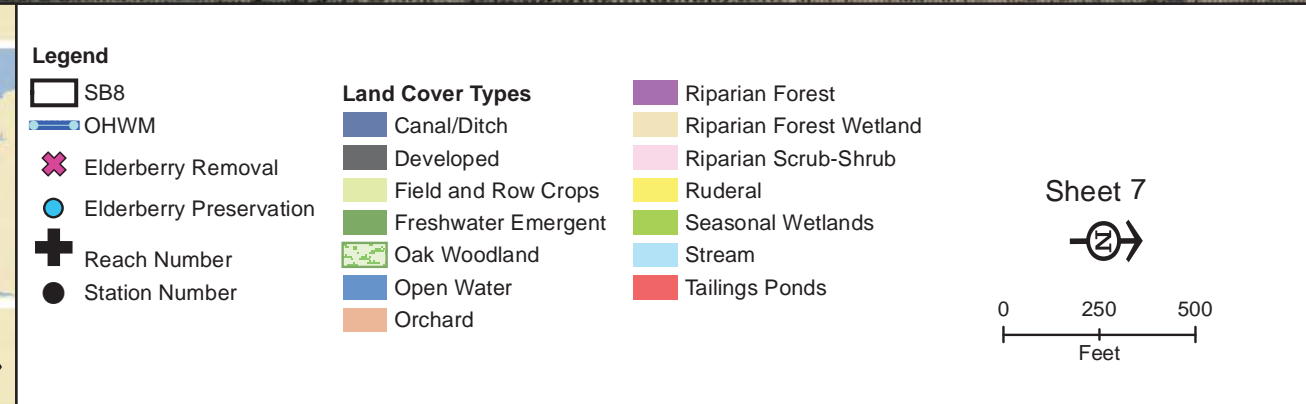 Legend
SB8
OHWM
Elderberry Removal
Elderberry Preservation
Reach Number
Station Number
Land Cover Types
Canal/Ditch
Developed
Field and Row Crops
Freshwater Emergent
Oak Woodland
Open Water
Orchard
Riparian Forest
Riparian Forest Wetland
Riparian Scrub-Shrub
Ruderal
Seasonal Wetlands
Stream
Tailings Ponds
Sheet 7
N
0 250 500
Feet